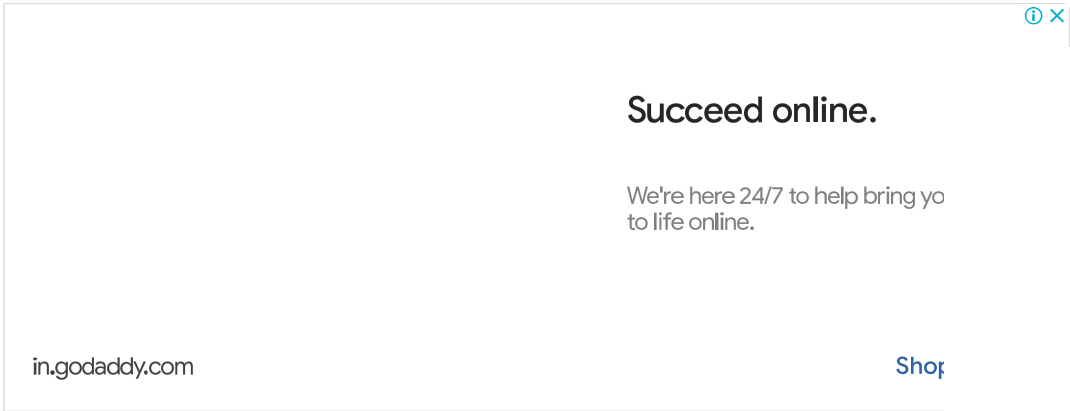 Succeed online.
We're here 24/7 to help bring yo
to life online.
in.godaddy.com
Shop